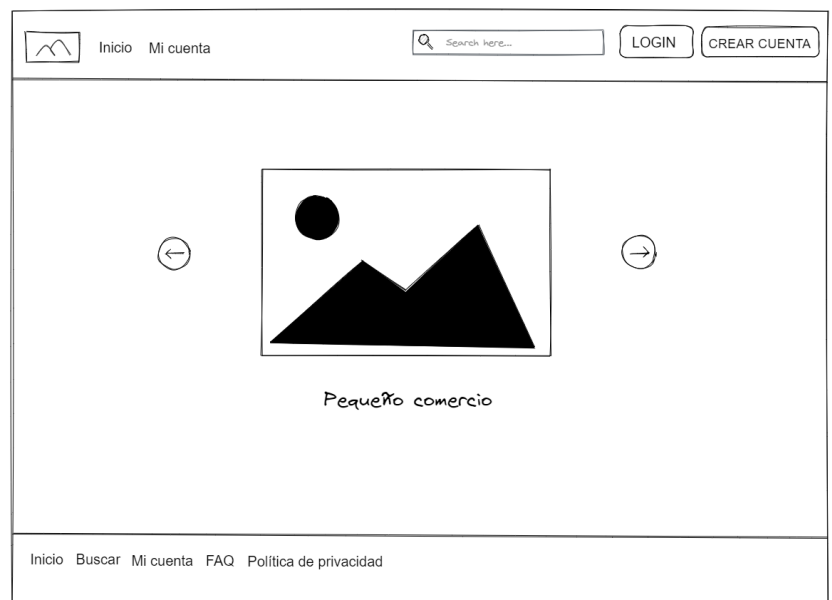 Inicio Mi cuenta Search here... LOGIN CREAR CUENTA
Pequeño comercio
Inicio Buscar Mi cuenta FAQ Política de privacidad